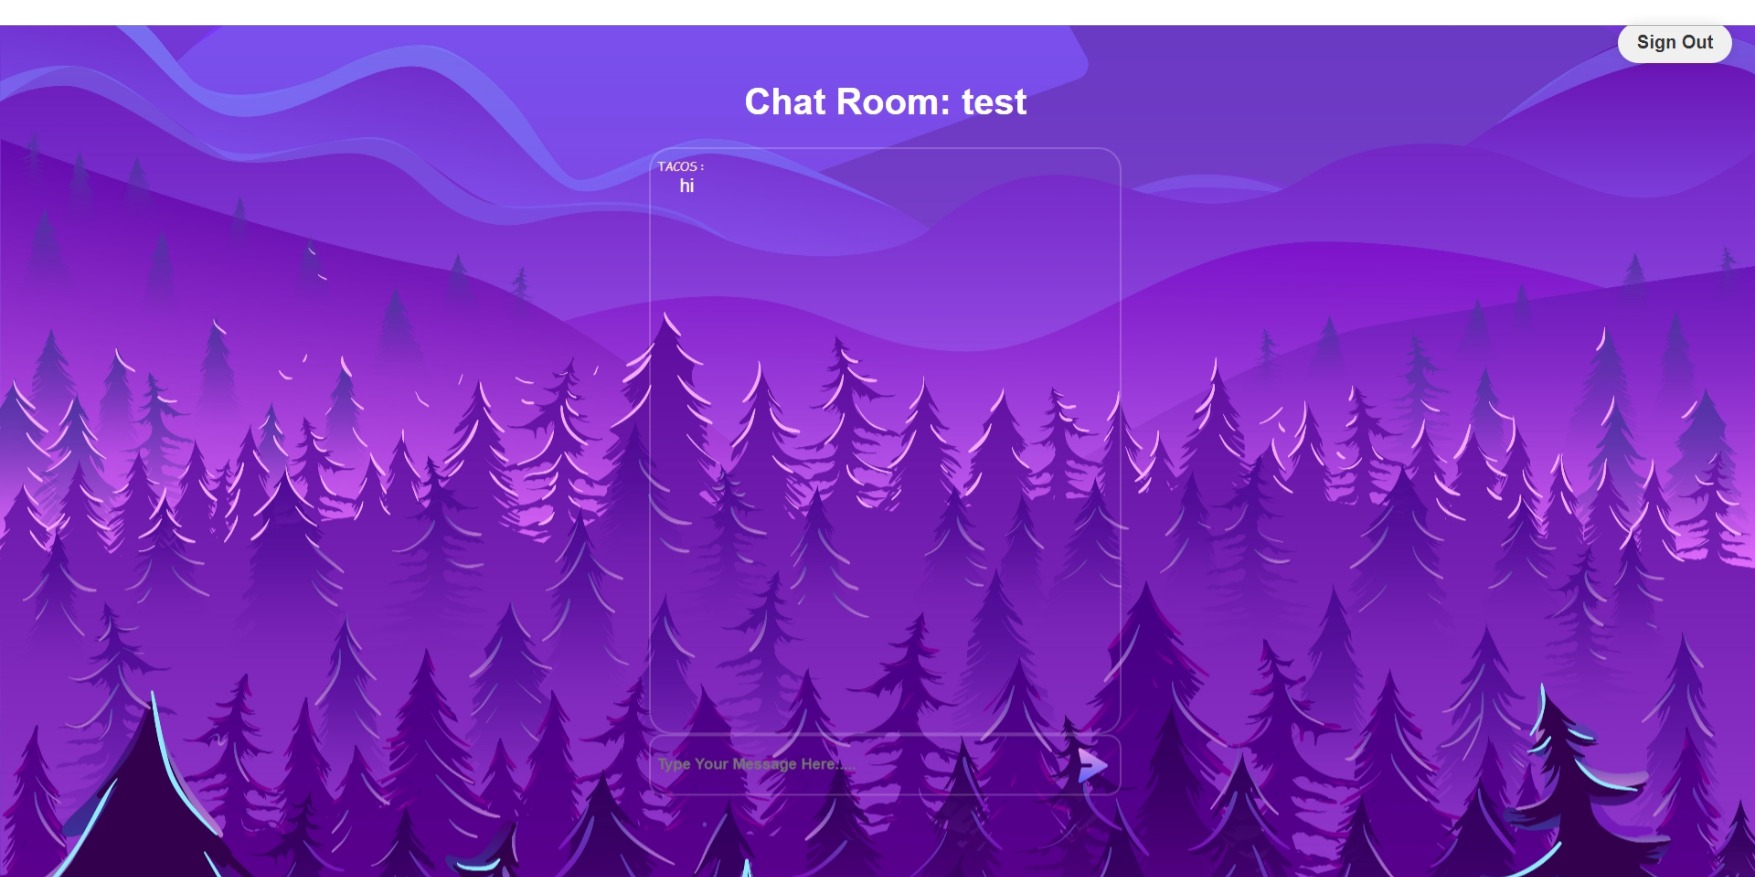 Sign Out
Chat Room: test
TACOS:
hi
Type Your Message Here.....